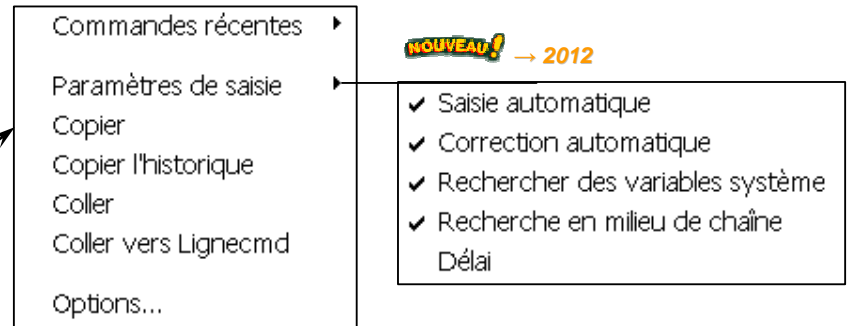 Commandes récentes
Paramètres de saisie
Copier
Copier l'historique
Coller
Coller vers Lignecmd
Options...
NOUVEAU! → 2012
Saisie automatique
Correction automatique
Rechercher des variables système
Recherche en milieu de chaîne
Délai